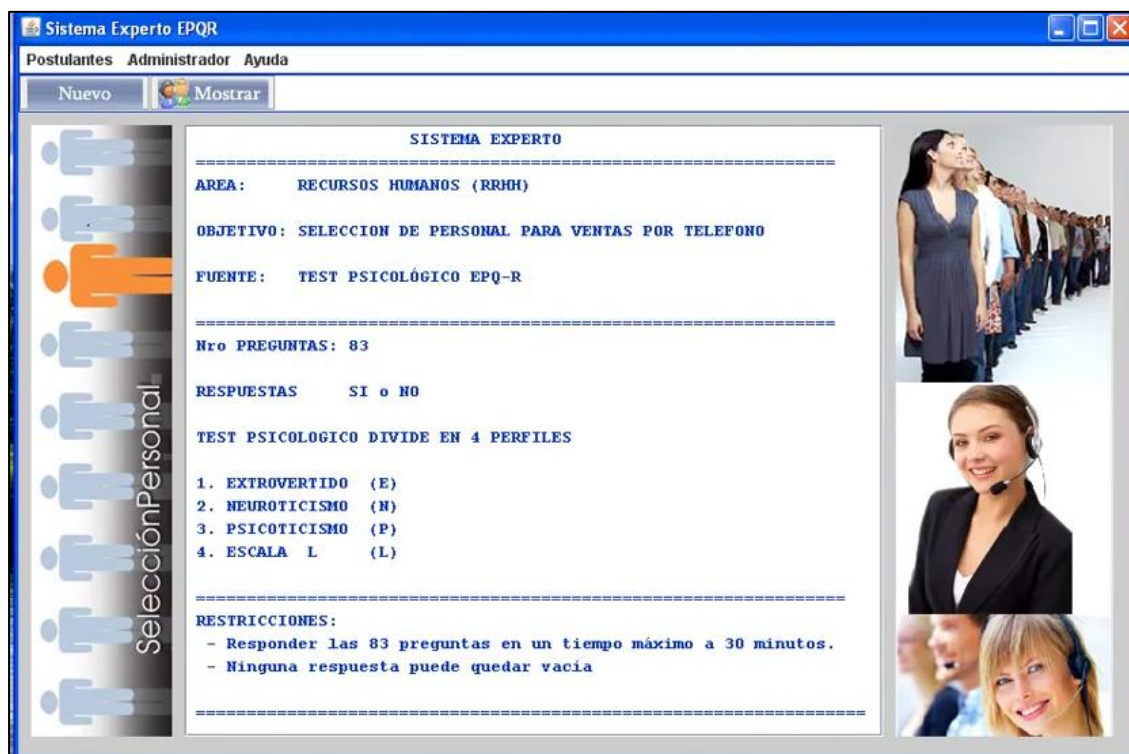 Sistema Experto EPQR
Postulantes Administrador Ayuda
Nuevo Mostrar
SelecciónPersonal.
SISTEMA EXPERTO
================================================================
AREA: RECURSOS HUMANOS (RRHH)
OBJETIVO: SELECCION DE PERSONAL PARA VENTAS POR TELEFONO
FUENTE: TEST PSICOLÓGICO EPQ-R
================================================================
Nro PREGUNTAS: 83
RESPUESTAS SI o NO
TEST PSICOLOGICO DIVIDE EN 4 PERFILES
1. EXTROVERTIDO (E)
2. NEUROTICISMO (N)
3. PSICOTICISMO (P)
4. ESCALA L (L)
=================================================================
RESTRICCIONES:
- Responder las 83 preguntas en un tiempo máximo a 30 minutos.
- Ninguna respuesta puede quedar vacía
===================================================================